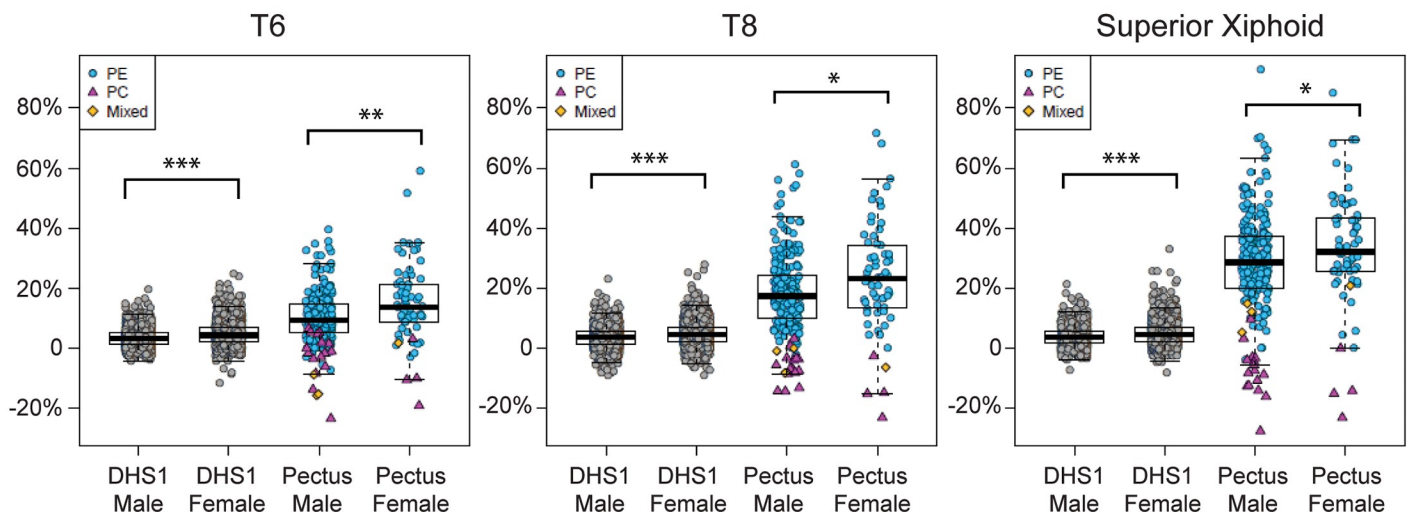 T6
PE
PC
Mixed
80%
60%
40%
20%
0
-20%
***
**
DHS1
Male
DHS1
Female
Pectus
Male
Pectus
Female
T8
PE
PC
Mixed
80%
60%
40%
20%
0
-20%
***
*
DHS1
Male
DHS1
Female
Pectus
Male
Pectus
Female
Superior Xiphoid
PE
PC
Mixed
80%
60%
40%
20%
0
-20%
***
*
DHS1
Male
DHS1
Female
Pectus
Male
Pectus
Female